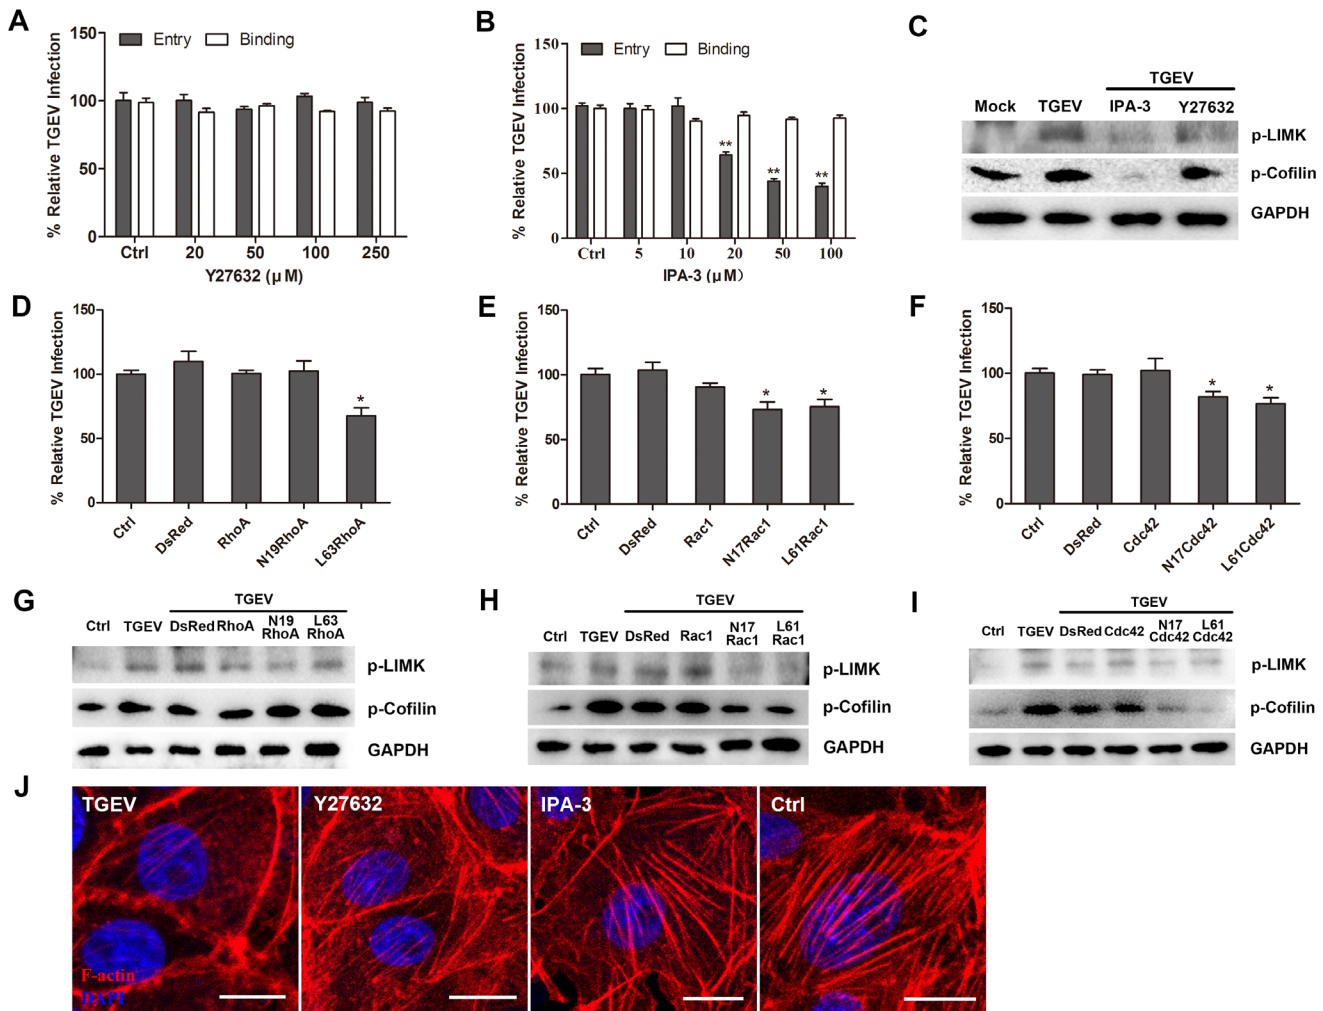 A
Entry Binding
% Relative TGEV Infection
150
100
50
0
Ctrl 20 50 100 250
Y27632 (μM)
B
Entry Binding
% Relative TGEV Infection
150
100
50
0
** ** **
Ctrl 5 10 20 50 100
IPA-3 (μM)
C
TGEV
Mock TGEV IPA-3 Y27632
p-LIMK
p-Cofilin
GAPDH
D
% Relative TGEV Infection
150
100
50
0
*
Ctrl DsRed RhoA N19RhoA L63RhoA
E
% Relative TGEV Infection
150
100
50
0
* *
Ctrl DsRed Rac1 N17Rac1 L61Rac1
F
% Relative TGEV Infection
150
100
50
0
* *
Ctrl DsRed Cdc42 N17Cdc42 L61Cdc42
G
TGEV
Ctrl TGEV DsRed RhoA N19 RhoA L63 RhoA
p-LIMK
p-Cofilin
GAPDH
H
TGEV
Ctrl TGEV DsRed Rac1 N17 Rac1 L61 Rac1
p-LIMK
p-Cofilin
GAPDH
I
TGEV
Ctrl TGEV DsRed Cdc42 N17 Cdc42 L61 Cdc42
p-LIMK
p-Cofilin
GAPDH
J
TGEV Y27632 IPA-3 Ctrl
F-actin
DAPI